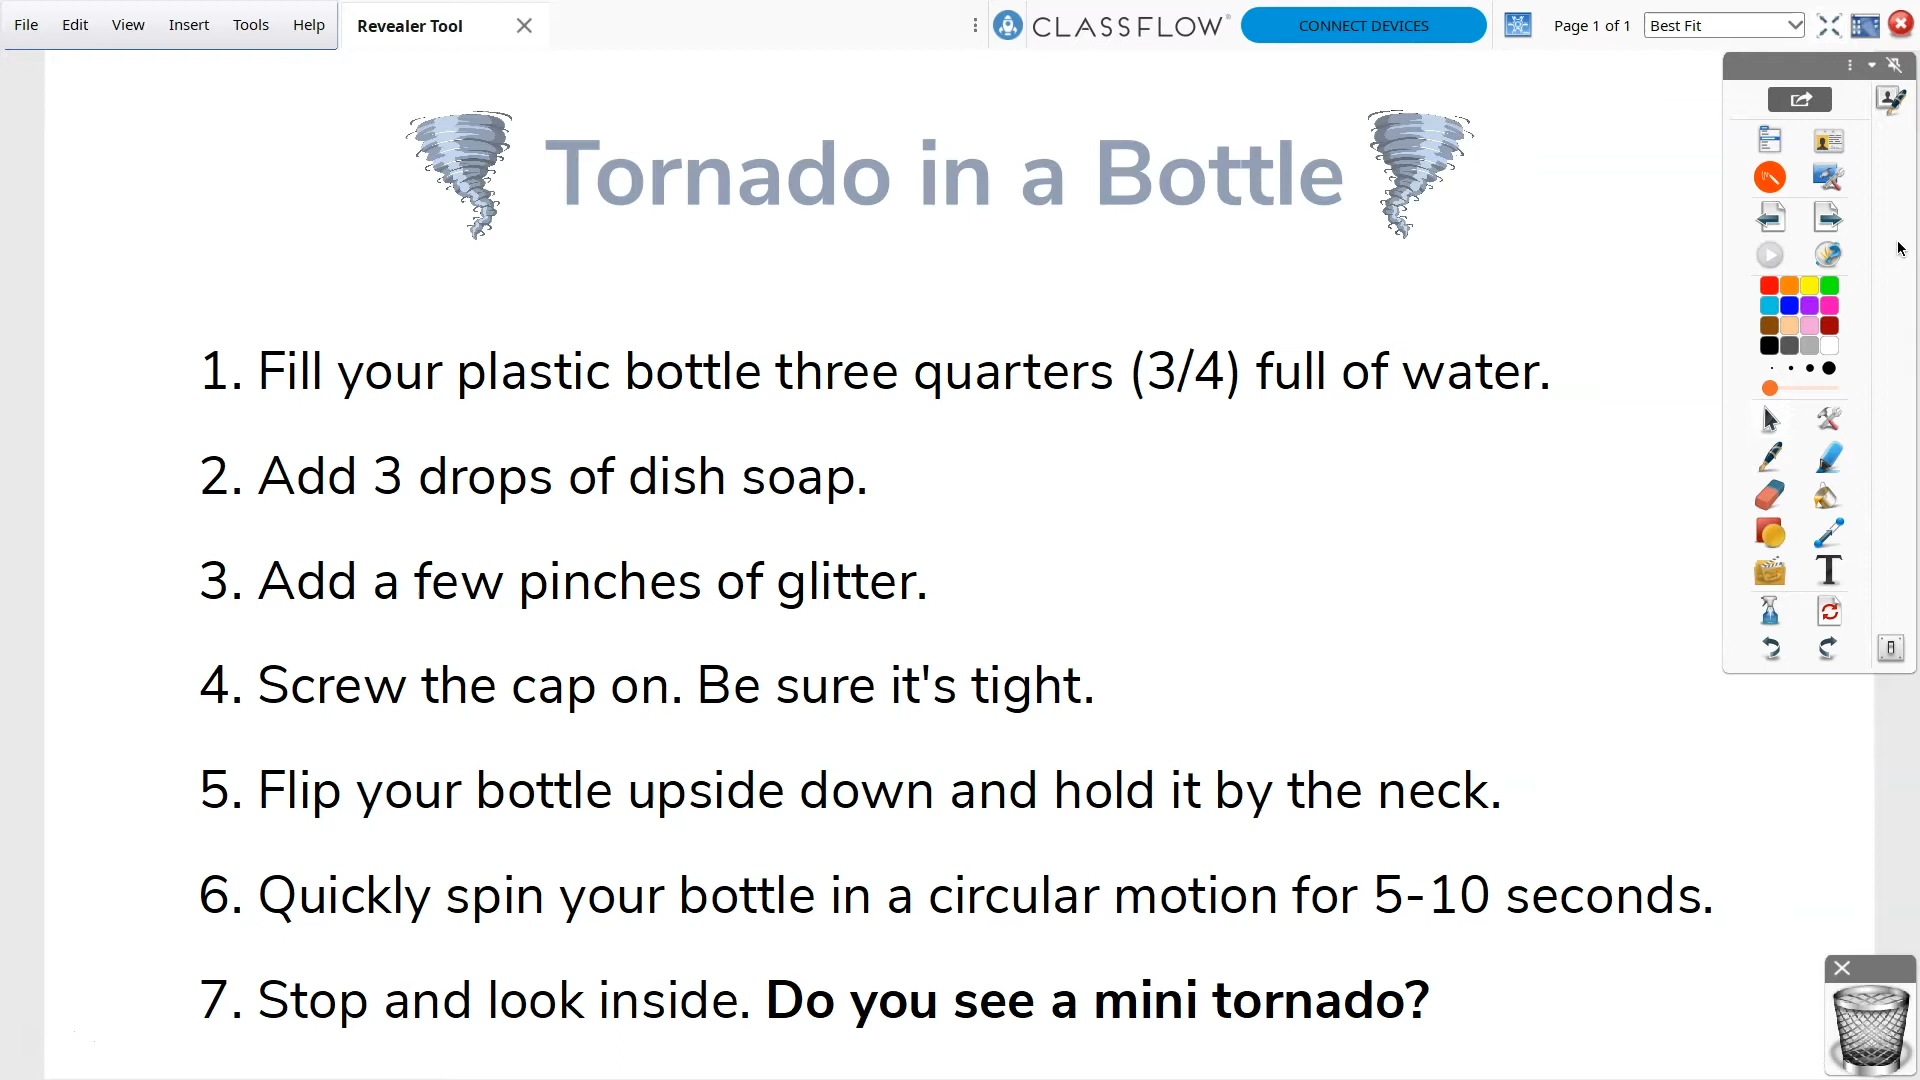 File Edit View Insert Tools Help Revealer Tool CLASSFLOW CONNECT DEVICES Page 1 of 1 Best Fit
Tornado in a Bottle
1. Fill your plastic bottle three quarters (3/4) full of water.
2. Add 3 drops of dish soap.
3. Add a few pinches of glitter.
4. Screw the cap on. Be sure it's tight.
5. Flip your bottle upside down and hold it by the neck.
6. Quickly spin your bottle in a circular motion for 5-10 seconds.
7. Stop and look inside. Do you see a mini tornado?